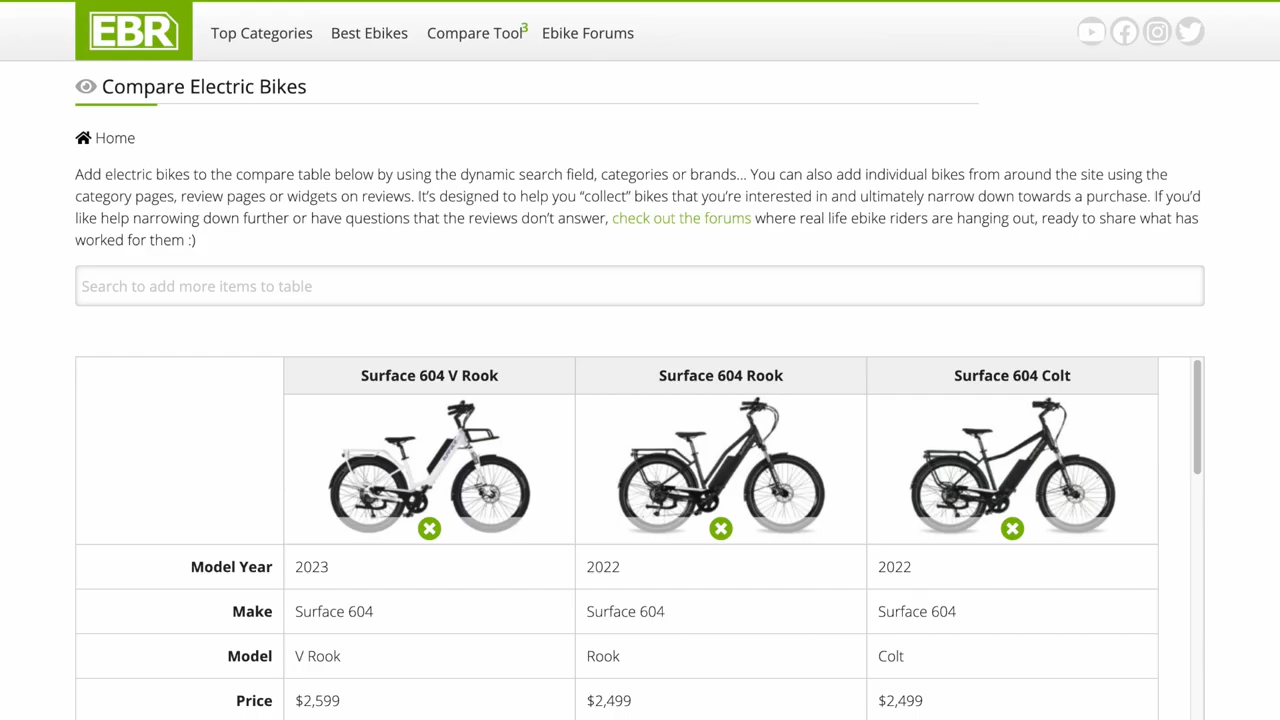 EBR
Top Categories Best Ebikes Compare Tool3 Ebike Forums
Compare Electric Bikes
Home
Add electric bikes to the compare table below by using the dynamic search field, categories or brands... You can also add individual bikes from around the site using the
category pages, review pages or widgets on reviews. It's designed to help you “collect” bikes that you're interested in and ultimately narrow down towards a purchase. If you'd
like help narrowing down further or have questions that the reviews don't answer, check out the forums where real life ebike riders are hanging out, ready to share what has
worked for them :)
Search to add more items to table
Surface 604 V Rook Surface 604 Rook Surface 604 Colt
Model Year 2023 2022 2022
Make Surface 604 Surface 604 Surface 604
Model V Rook Rook Colt
Price $2,599 $2,499 $2,499